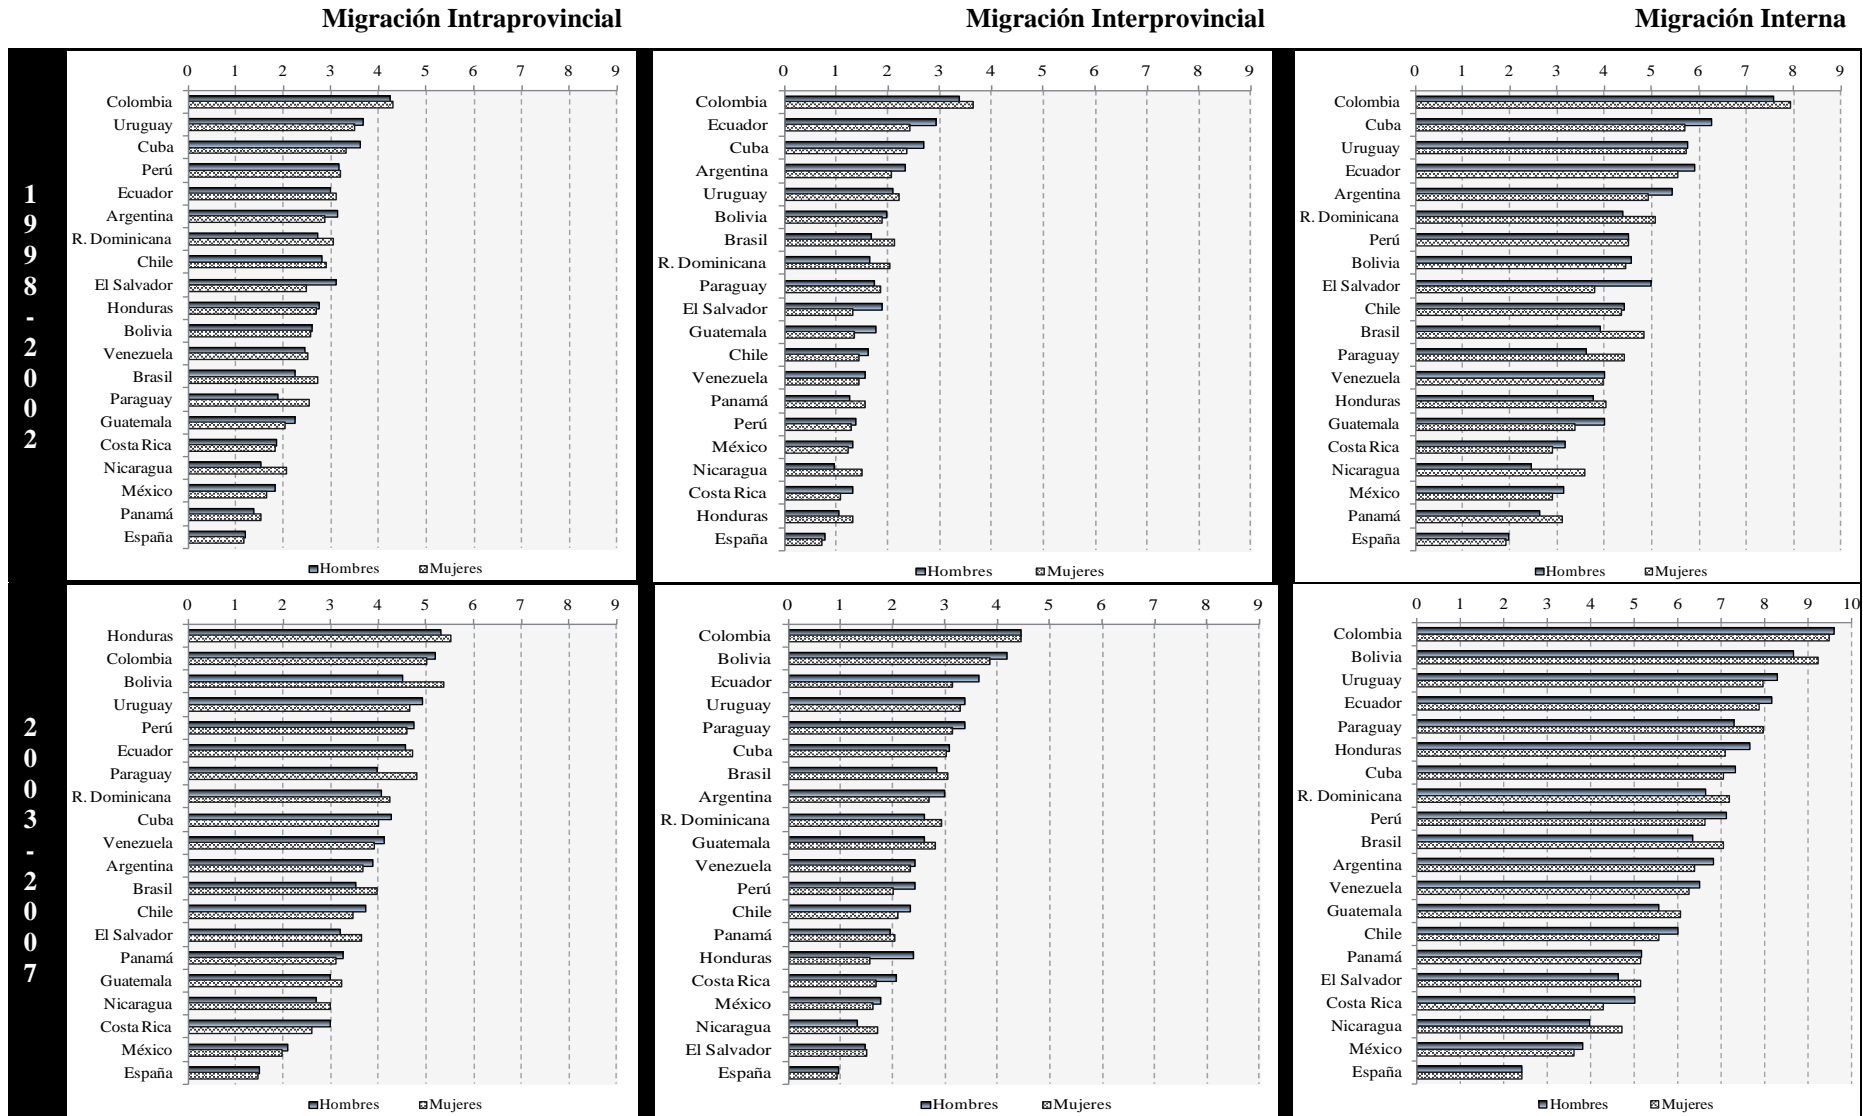 Migración Intraprovincial
Migración Interprovincial
Migración Interna
1998-2002
0 1 2 3 4 5 6 7 8 9
Colombia
Uruguay
Cuba
Perú
Ecuador
Argentina
R. Dominicana
Chile
El Salvador
Honduras
Bolivia
Venezuela
Brasil
Paraguay
Guatemala
Costa Rica
Nicaragua
México
Panamá
España
Hombres Mujeres
0 1 2 3 4 5 6 7 8 9
Colombia
Ecuador
Cuba
Argentina
Uruguay
Bolivia
Brasil
R. Dominicana
Paraguay
El Salvador
Guatemala
Chile
Venezuela
Panamá
Perú
México
Nicaragua
Costa Rica
Honduras
España
Hombres Mujeres
0 1 2 3 4 5 6 7 8 9
Colombia
Cuba
Uruguay
Ecuador
Argentina
R. Dominicana
Perú
Bolivia
El Salvador
Chile
Brasil
Paraguay
Venezuela
Honduras
Guatemala
Costa Rica
Nicaragua
México
Panamá
España
Hombres Mujeres
2003-2007
0 1 2 3 4 5 6 7 8 9
Honduras
Colombia
Bolivia
Uruguay
Perú
Ecuador
Paraguay
R. Dominicana
Cuba
Venezuela
Argentina
Brasil
Chile
El Salvador
Panamá
Guatemala
Nicaragua
Costa Rica
México
España
Hombres Mujeres
0 1 2 3 4 5 6 7 8 9
Colombia
Bolivia
Ecuador
Uruguay
Paraguay
Cuba
Brasil
Argentina
R. Dominicana
Guatemala
Venezuela
Perú
Chile
Panamá
Honduras
Costa Rica
México
Nicaragua
El Salvador
España
Hombres Mujeres
0 1 2 3 4 5 6 7 8 9 10
Colombia
Bolivia
Uruguay
Ecuador
Paraguay
Honduras
Cuba
R. Dominicana
Perú
Brasil
Argentina
Venezuela
Guatemala
Chile
Panamá
El Salvador
Costa Rica
Nicaragua
México
España
Hombres Mujeres